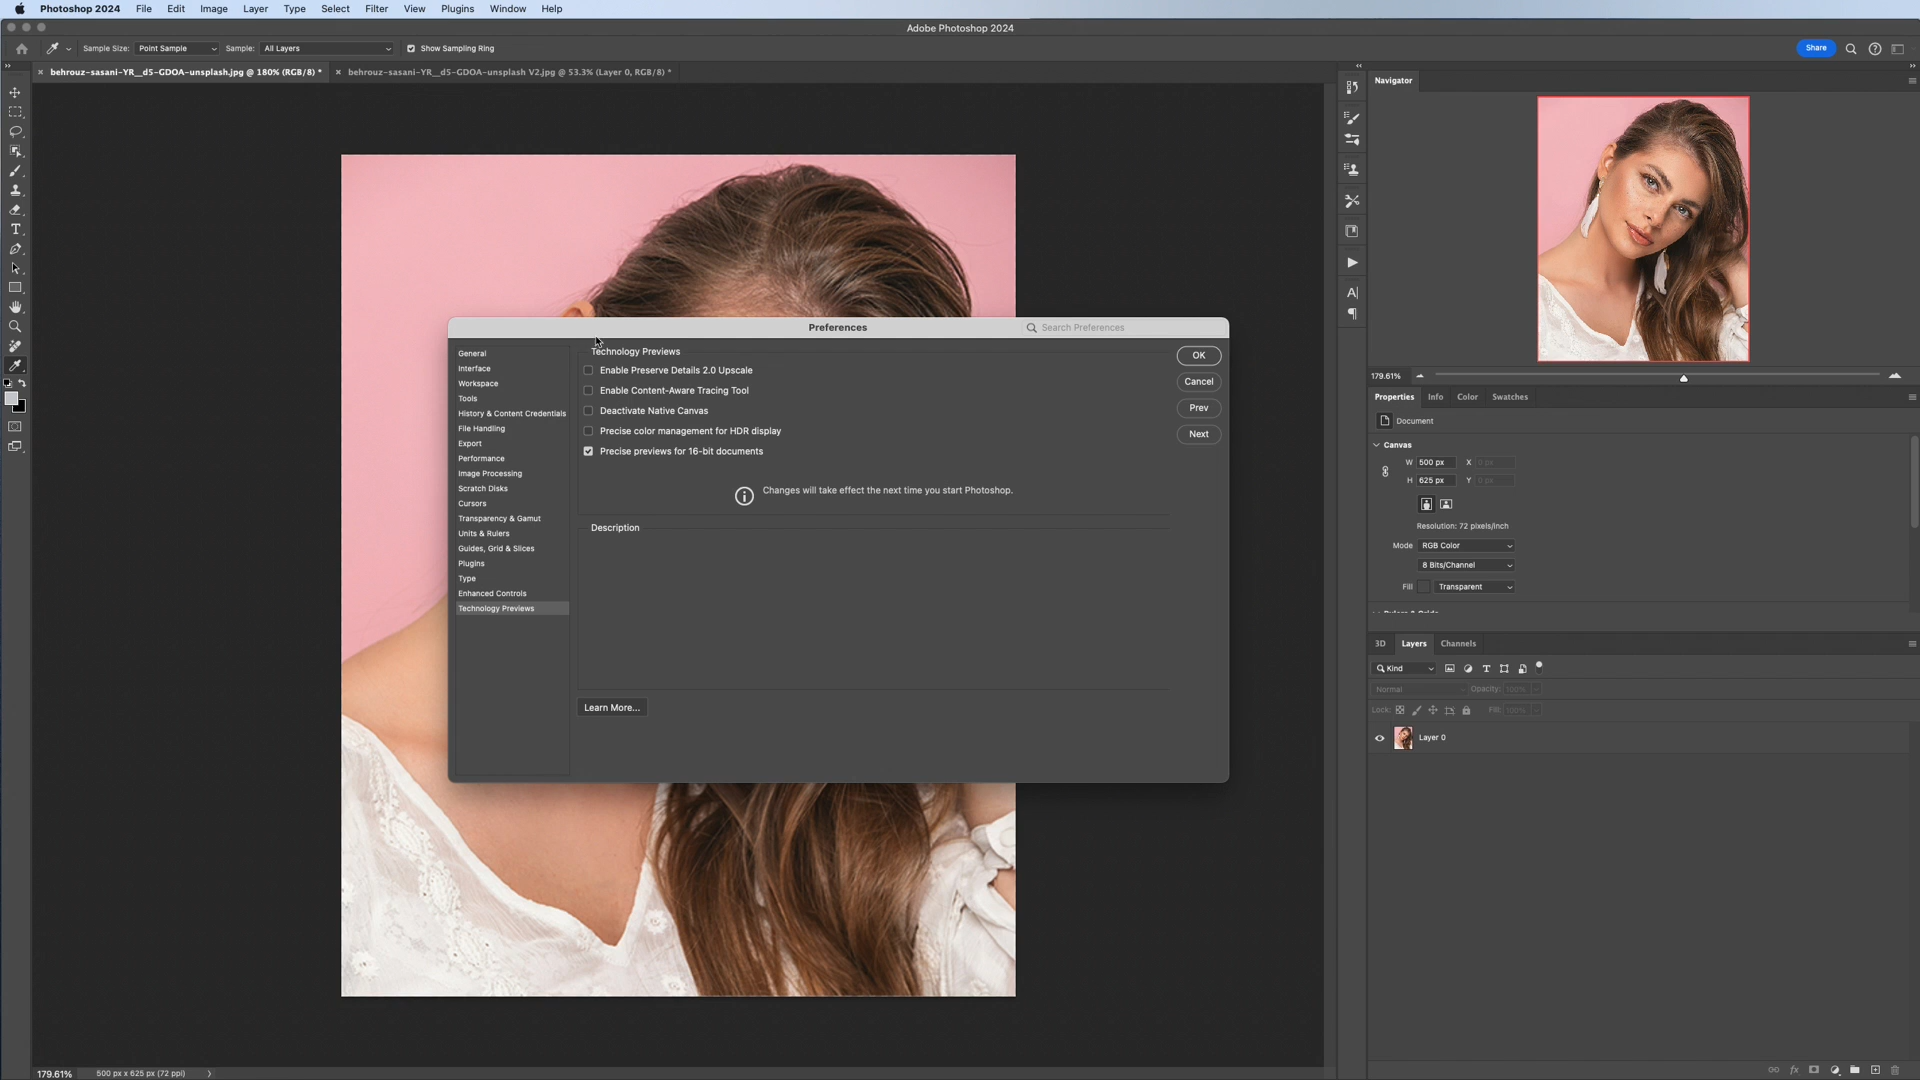 Photoshop 2024 File Edit Image Layer Type Select Filter View Plugins Window Help
Adobe Photoshop 2024
Sample Size: Point Sample Sample: All Layers Show Sampling Ring Share
behrouz-sasani-YR__d5-GDOA-unsplash.jpg @ 180% (RGB/8) * behrouz-sasani-YR__d5-GDOA-unsplash V2.jpg @ 53.3% (Layer 0, RGB/8) *
Navigator
179.61%
Preferences
Search Preferences
General
Interface
Workspace
Tools
History & Content Credentials
File Handling
Export
Performance
Image Processing
Scratch Disks
Cursors
Transparency & Gamut
Units & Rulers
Guides, Grid & Slices
Plugins
Type
Enhanced Controls
Technology Previews
Technology Previews
Enable Preserve Details 2.0 Upscale
Enable Content-Aware Tracing Tool
Deactivate Native Canvas
Precise color management for HDR display
Precise previews for 16-bit documents
Changes will take effect the next time you start Photoshop.
Description
Learn More...
OK
Cancel
Prev
Next
Properties Info Color Swatches
Document
Canvas
W 500 px X 0 px
H 625 px Y 0 px
Resolution: 72 pixels/inch
Mode RGB Color
8 Bits/Channel
Fill Transparent
3D Layers Channels
Kind
Normal Opacity: 100%
Lock: Fill: 100%
Layer 0
179.61% 500 px x 625 px (72 ppi)